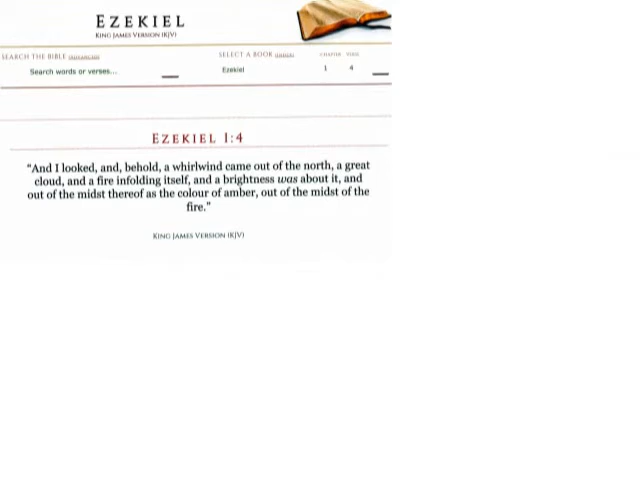 EZEKIEL
KING JAMES VERSION (KJV)
SEARCH THE BIBLE
SELECT A BOOK
CHAPTER VERSE
Search words or verses...
Ezekiel
1
4
EZEKIEL 1:4
“And I looked, and, behold, a whirlwind came out of the north, a great
cloud, and a fire infolding itself, and a brightness was about it, and
out of the midst thereof as the colour of amber, out of the midst of the
fire.”
KING JAMES VERSION (KJV)